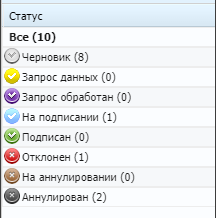 Статус
Все (10)
Черновик (8)
Запрос данных (0)
Запрос обработан (0)
На подписании (1)
Подписан (0)
Отклонен (1)
На аннулировании (0)
Аннулирован (2)